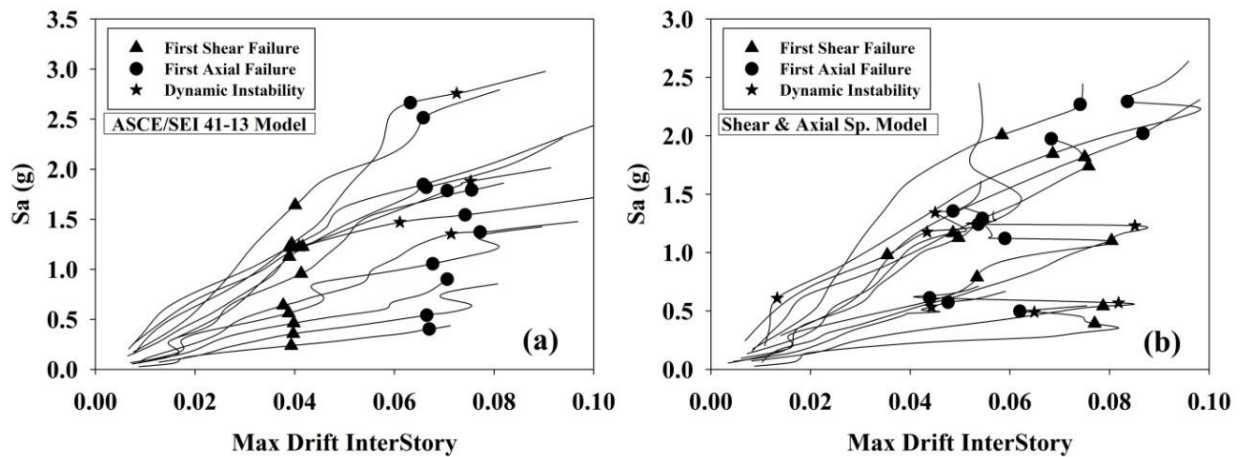 3.5
3.0
2.5
2.0
1.5
1.0
0.5
0.0
Sa (g)
First Shear Failure
First Axial Failure
Dynamic Instability
ASCE/SEI 41-13 Model
(a)
0.00 0.02 0.04 0.06 0.08 0.10
Max Drift InterStory
3.0
2.5
2.0
1.5
1.0
0.5
0.0
Sa (g)
First Shear Failure
First Axial Failure
Dynamic Instability
Shear & Axial Sp. Model
(b)
0.00 0.02 0.04 0.06 0.08 0.10
Max Drift InterStory